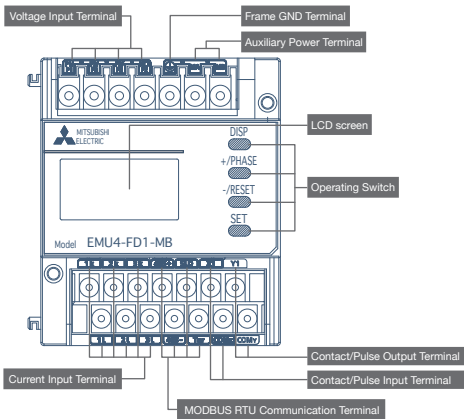 Voltage Input Terminal
Frame GND Terminal
Auxiliary Power Terminal
MITSUBISHI
ELECTRIC
DISP
LCD screen
+/PHASE
-/RESET
Operating Switch
SET
Model EMU4-FD1-MB
Y1
COMY
Contact/Pulse Output Terminal
Current Input Terminal
Contact/Pulse Input Terminal
MODBUS RTU Communication Terminal